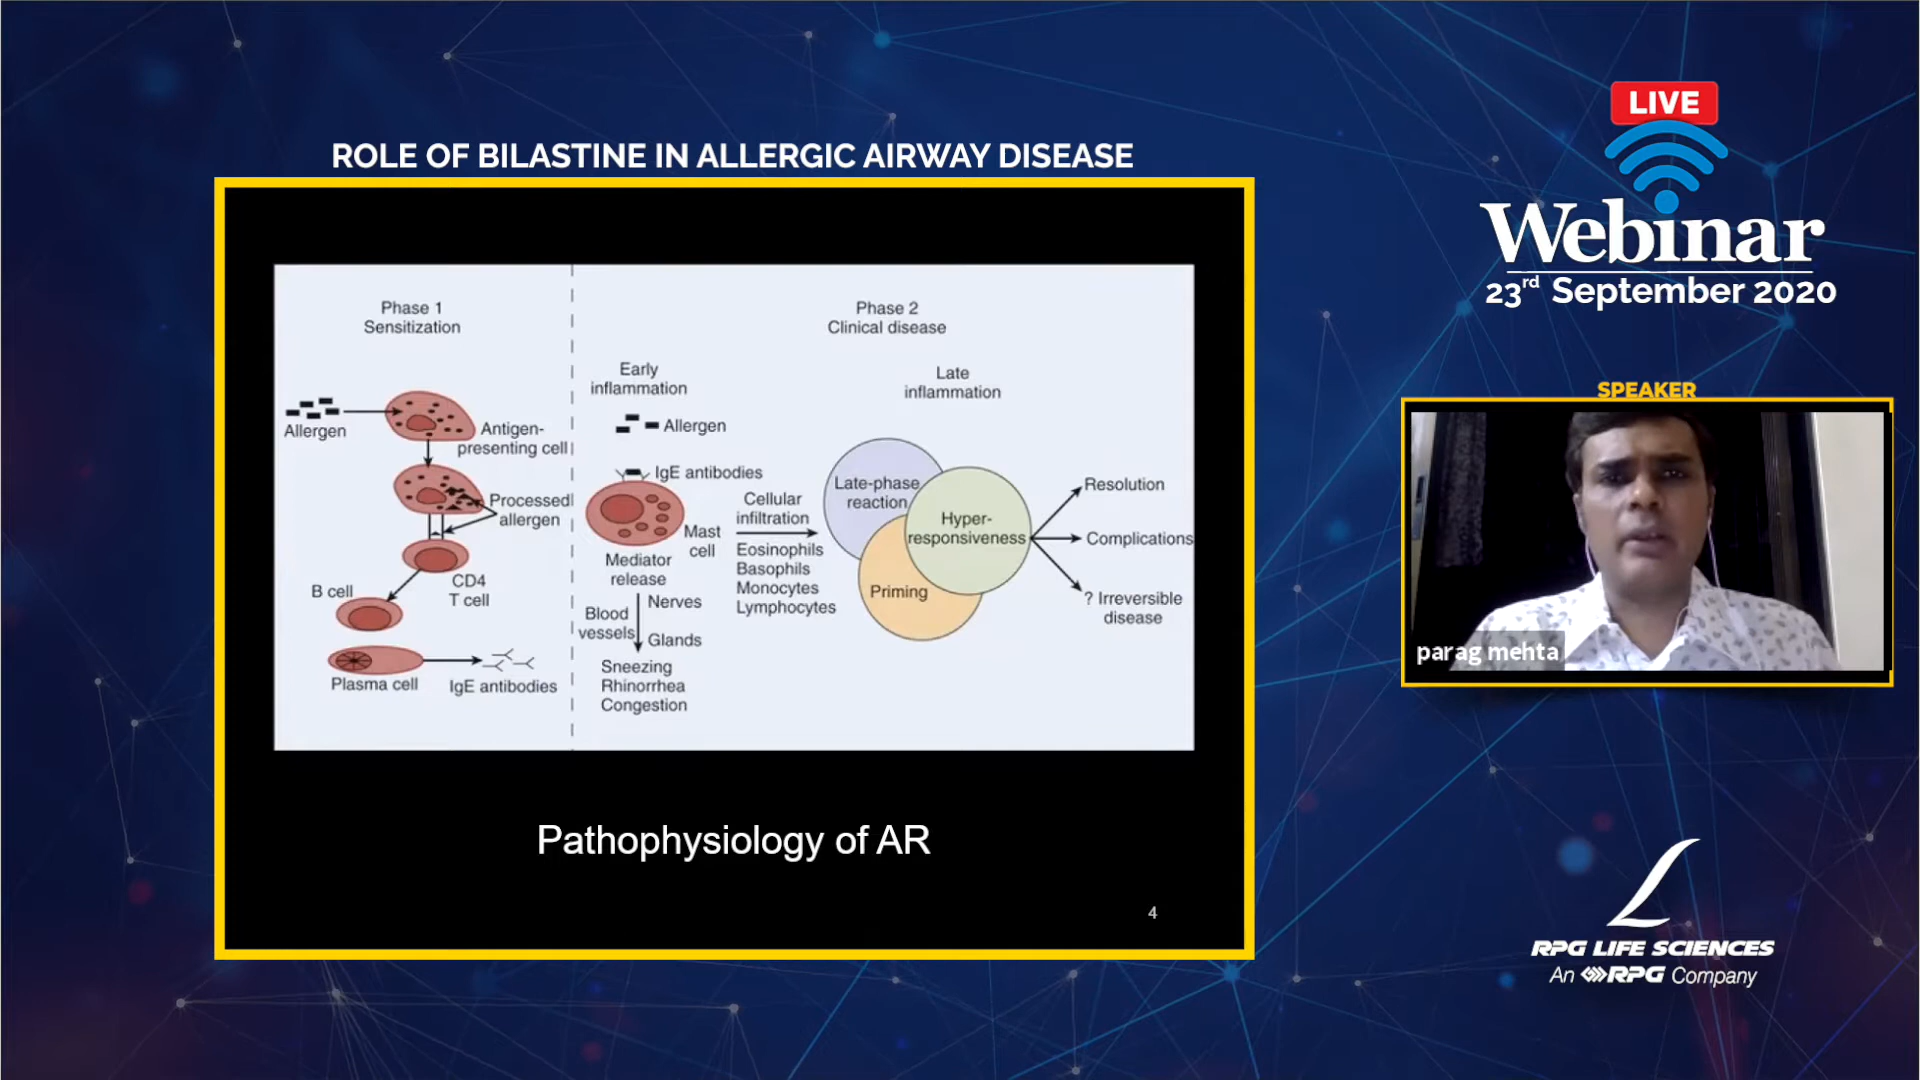 ROLE OF BILASTINE IN ALLERGIC AIRWAY DISEASE
Phase 1
Sensitization
Allergen
Antigen-
presenting cell
Processed
allergen
CD4
T cell
B cell
Plasma cell
IgE antibodies
Phase 2
Clinical disease
Early
inflammation
Allergen
IgE antibodies
Mast
cell
Mediator
release
Nerves
Blood
vessels
Glands
Sneezing
Rhinorrhea
Congestion
Cellular
infiltration
Eosinophils
Basophils
Monocytes
Lymphocytes
Late
inflammation
Late-phase
reaction
Hyper-
responsiveness
Priming
Resolution
Complications
? Irreversible
disease
Pathophysiology of AR
4
LIVE
Webinar
23rd September 2020
SPEAKER
parag mehta
RPG LIFE SCIENCES
An RPG Company